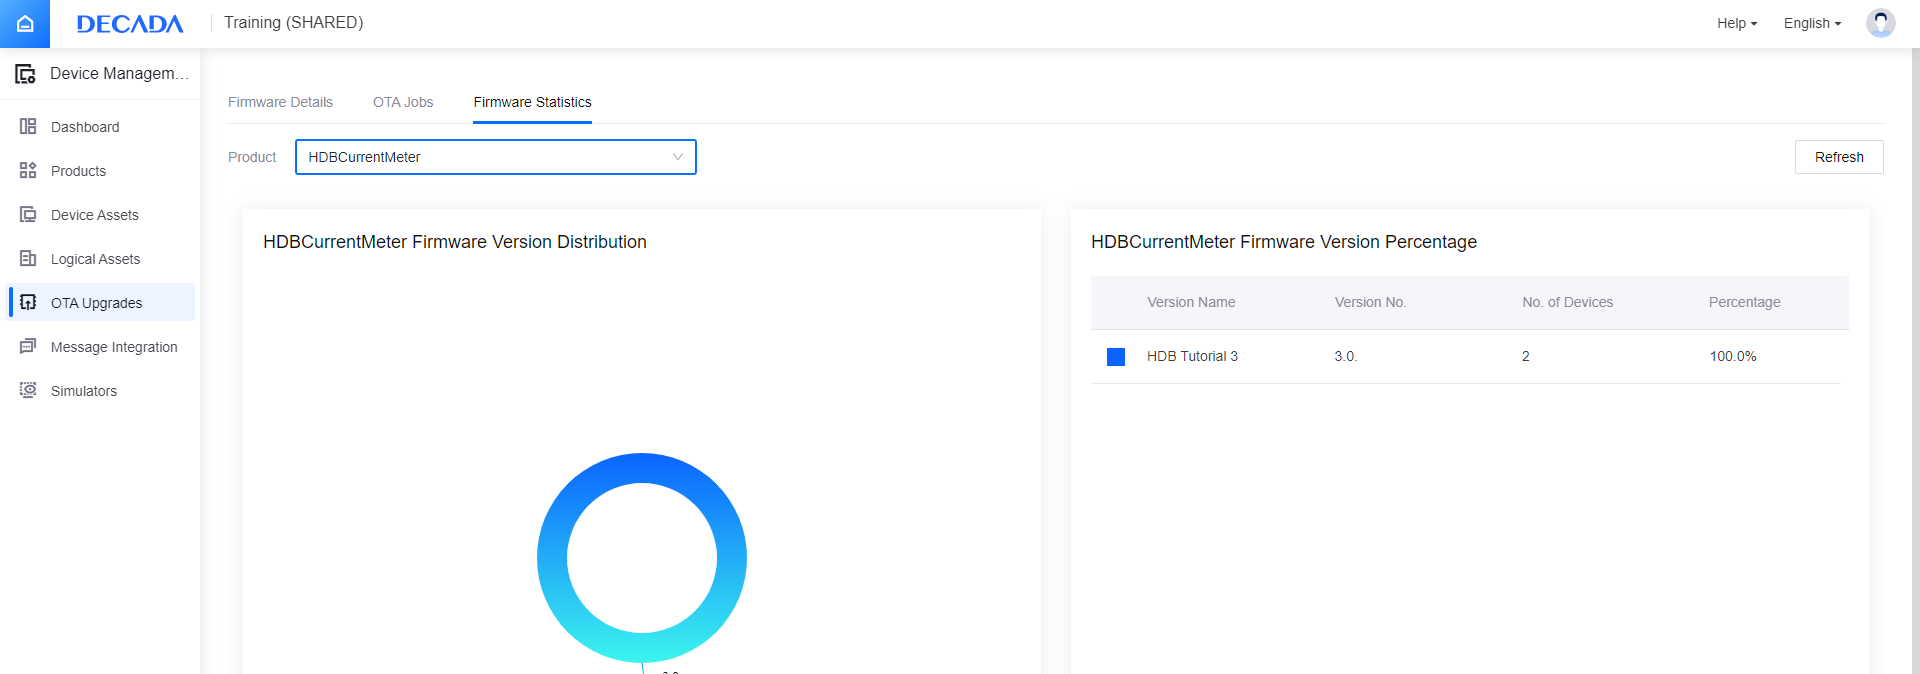 DECADA
Training (SHARED)
Help
English
Device Managem...
Dashboard
Products
Device Assets
Logical Assets
OTA Upgrades
Message Integration
Simulators
Firmware Details
OTA Jobs
Firmware Statistics
Product
HDBCurrentMeter
Refresh
HDBCurrentMeter Firmware Version Distribution
HDBCurrentMeter Firmware Version Percentage
Version Name
Version No.
No. of Devices
Percentage
HDB Tutorial 3
3.0.
2
100.0%